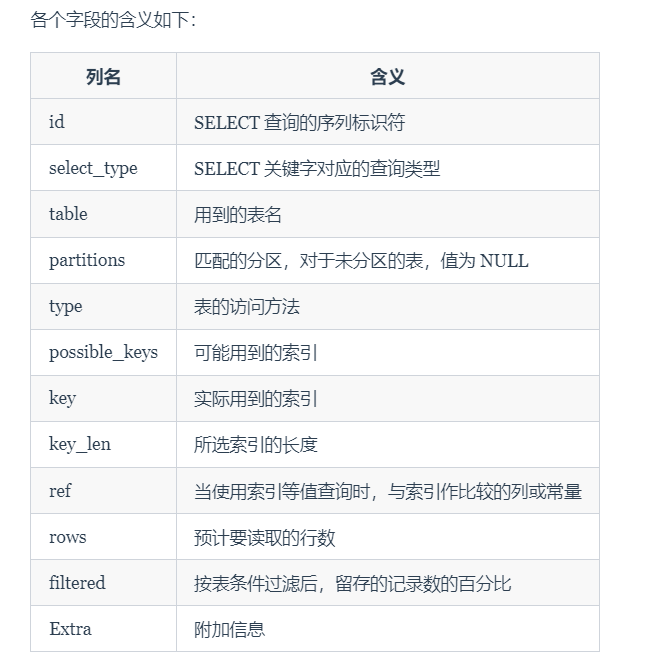 各个字段的含义如下：
列名 含义
id SELECT 查询的序列标识符
select_type SELECT 关键字对应的查询类型
table 用到的表名
partitions 匹配的分区，对于未分区的表，值为 NULL
type 表的访问方法
possible_keys 可能用到的索引
key 实际用到的索引
key_len 所选索引的长度
ref 当使用索引等值查询时，与索引作比较的列或常量
rows 预计要读取的行数
filtered 按表条件过滤后，留存的记录数的百分比
Extra 附加信息